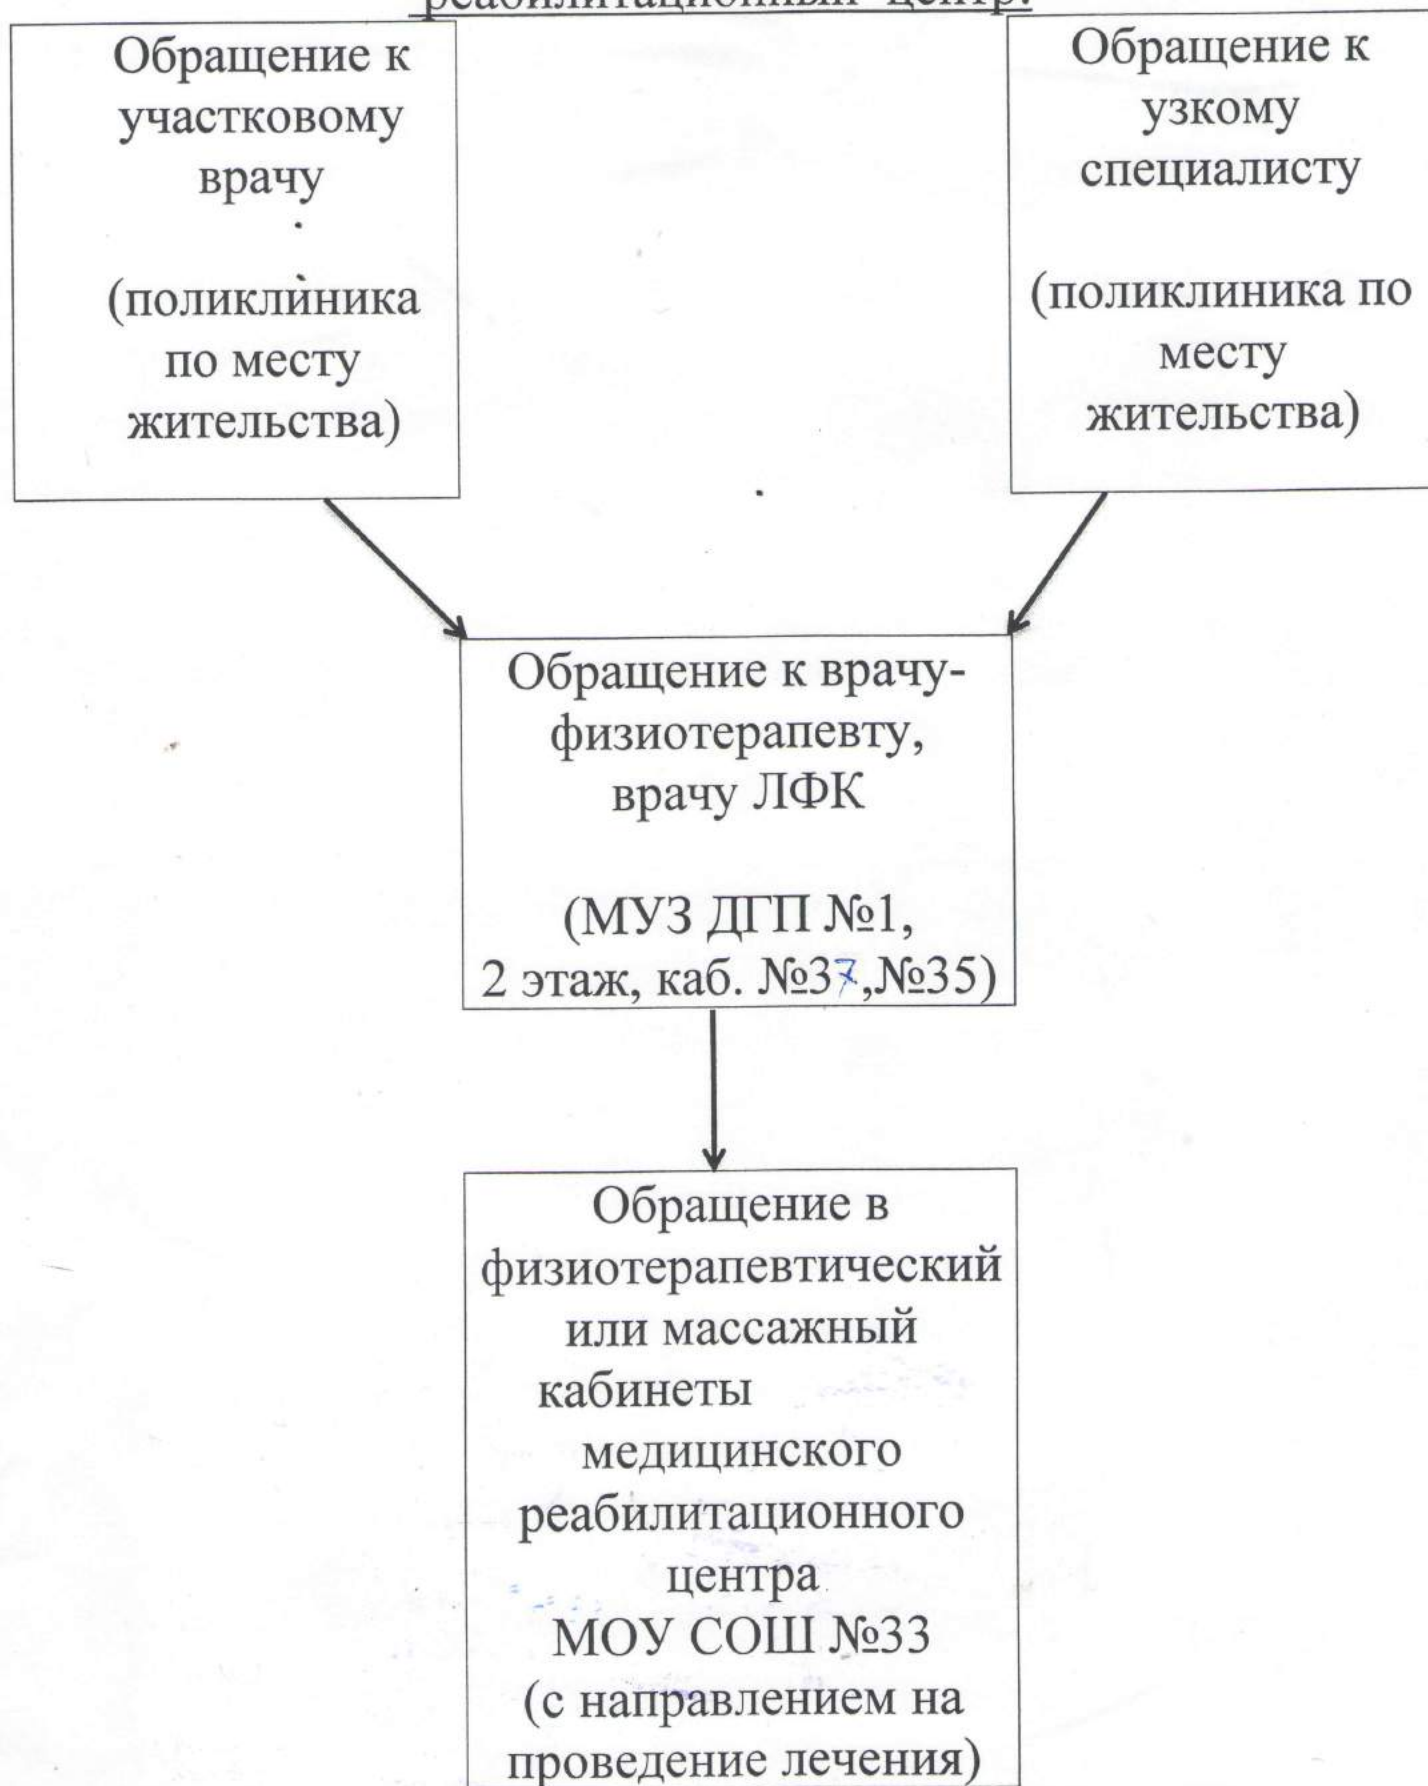 реабилитационный центр.
Обращение к
участковому
врачу
(поликлиника
по месту
жительства)
Обращение к
узкому
специалисту
(поликлиника по
месту
жительства)
Обращение к врачу-
физиотерапевту,
врачу ЛФК
(МУЗ ДГП №1,
2 этаж, каб. №37,№35)
Обращение в
физиотерапевтический
или массажный
кабинеты
медицинского
реабилитационного
центра
МОУ СОШ №33
(с направлением на
проведение лечения)